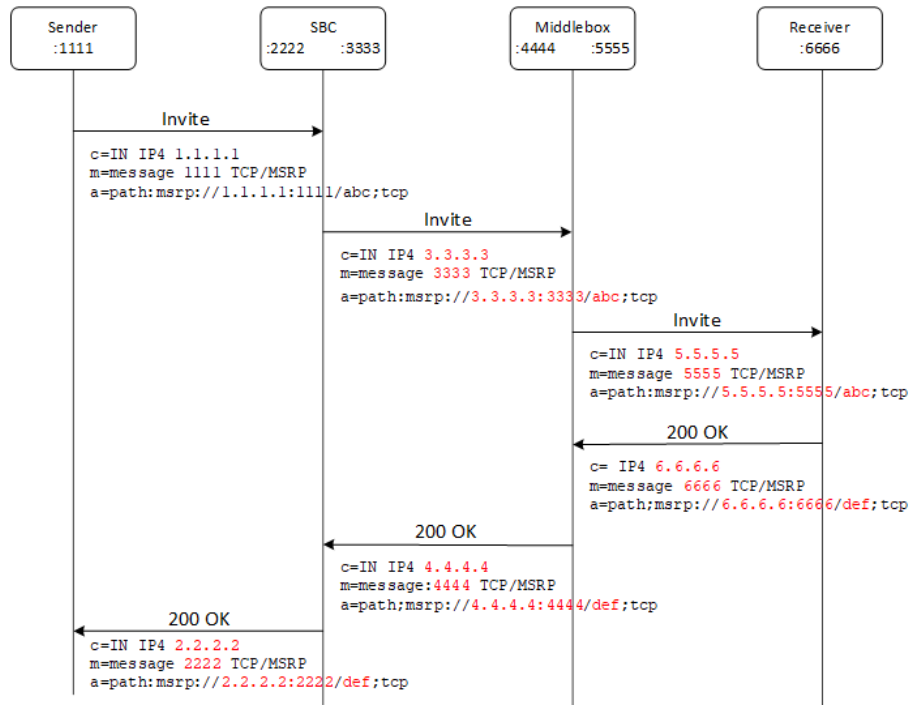 Sender
:1111
SBC
:2222 :3333
Middlebox
:4444 :5555
Receiver
:6666
Invite
c=IN IP4 1.1.1.1
m=message 1111 TCP/MSRP
a=path:msrp://1.1.1.1:1111/abc;tcp
Invite
c=IN IP4 3.3.3.3
m=message 3333 TCP/MSRP
a=path:msrp://3.3.3.3:3333/abc;tcp
Invite
c=IN IP4 5.5.5.5
m=message 5555 TCP/MSRP
a=path:msrp://5.5.5.5:5555/abc;tcp
200 OK
c= IP4 6.6.6.6
m=message 6666 TCP/MSRP
a=path;msrp://6.6.6.6:6666/def;tcp
200 OK
c=IN IP4 4.4.4.4
m=message:4444 TCP/MSRP
a=path;msrp://4.4.4.4:4444/def;tcp
200 OK
c=IN IP4 2.2.2.2
m=message 2222 TCP/MSRP
a=path:msrp://2.2.2.2:2222/def;tcp